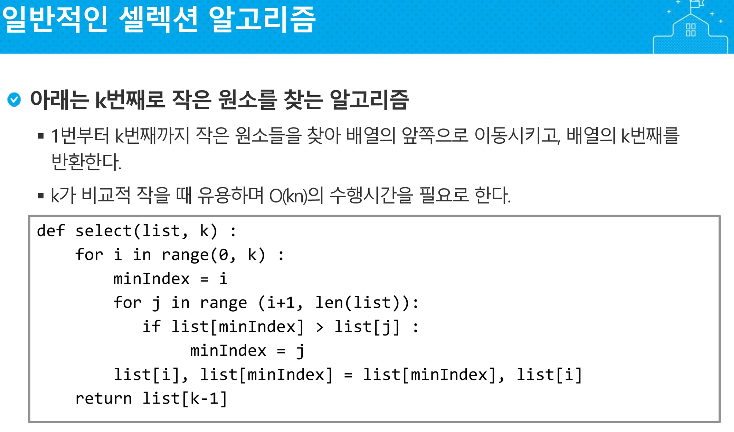 일반적인 셀렉션 알고리즘
아래는 k번째로 작은 원소를 찾는 알고리즘
▪ 1번부터 k번째까지 작은 원소들을 찾아 배열의 앞쪽으로 이동시키고, 배열의 k번째를
반환한다.
▪ k가 비교적 작을 때 유용하며 O(kn)의 수행시간을 필요로 한다.
def select(list, k) :
    for i in range(0, k) :
        minIndex = i
        for j in range (i+1, len(list)):
           if list[minIndex] > list[j] :
                minIndex = j
        list[i], list[minIndex] = list[minIndex], list[i]
    return list[k-1]